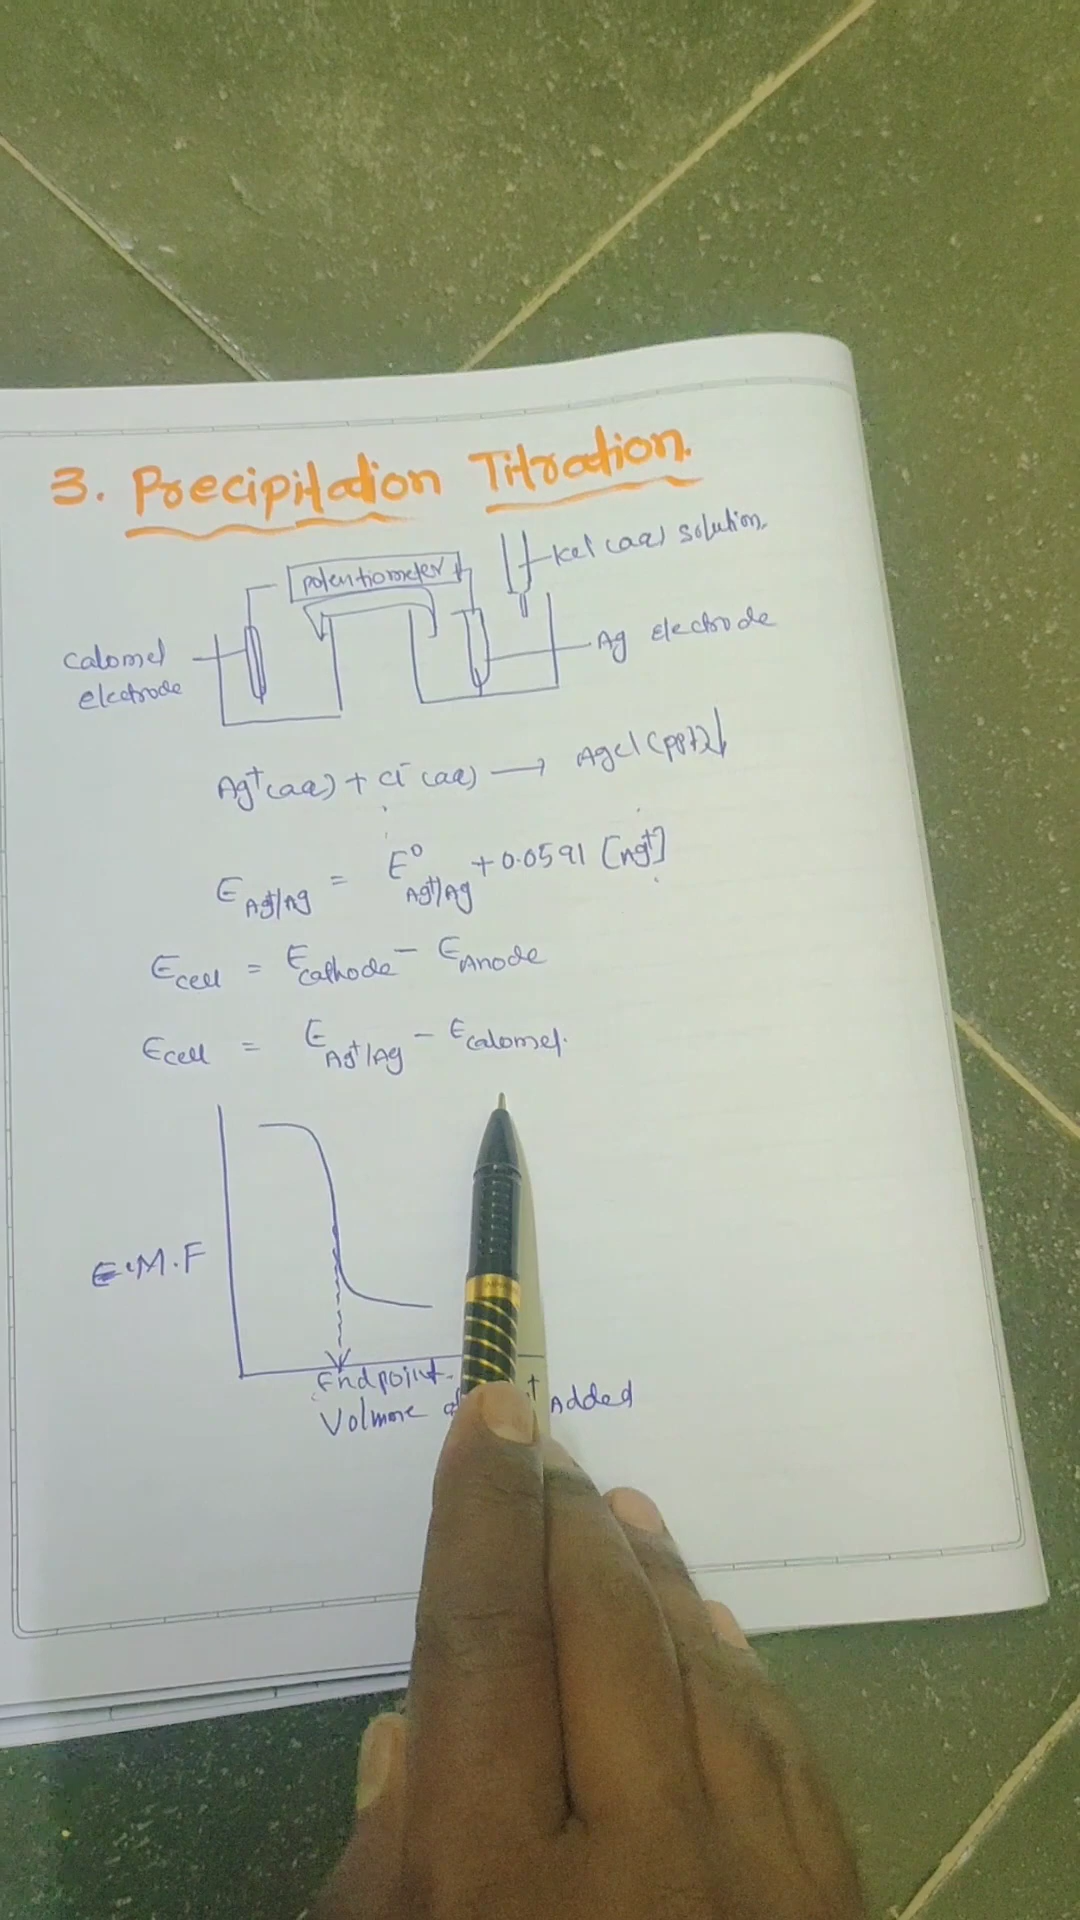 3. Precipitation Titration.
potentiometer
Kcl (aq) solution.
Calomel electrode
Ag Electrode
Ag⁺(aq) + Cl⁻(aq) → Agcl (ppt)↓
E Ag⁺/Ag = E⁰ Ag⁺/Ag + 0.0591 [Ag⁺]
Ecell = Ecathode - EAnode
Ecell = E Ag⁺/Ag - Ecalomel.
E.M.F
Endpoint.
Added